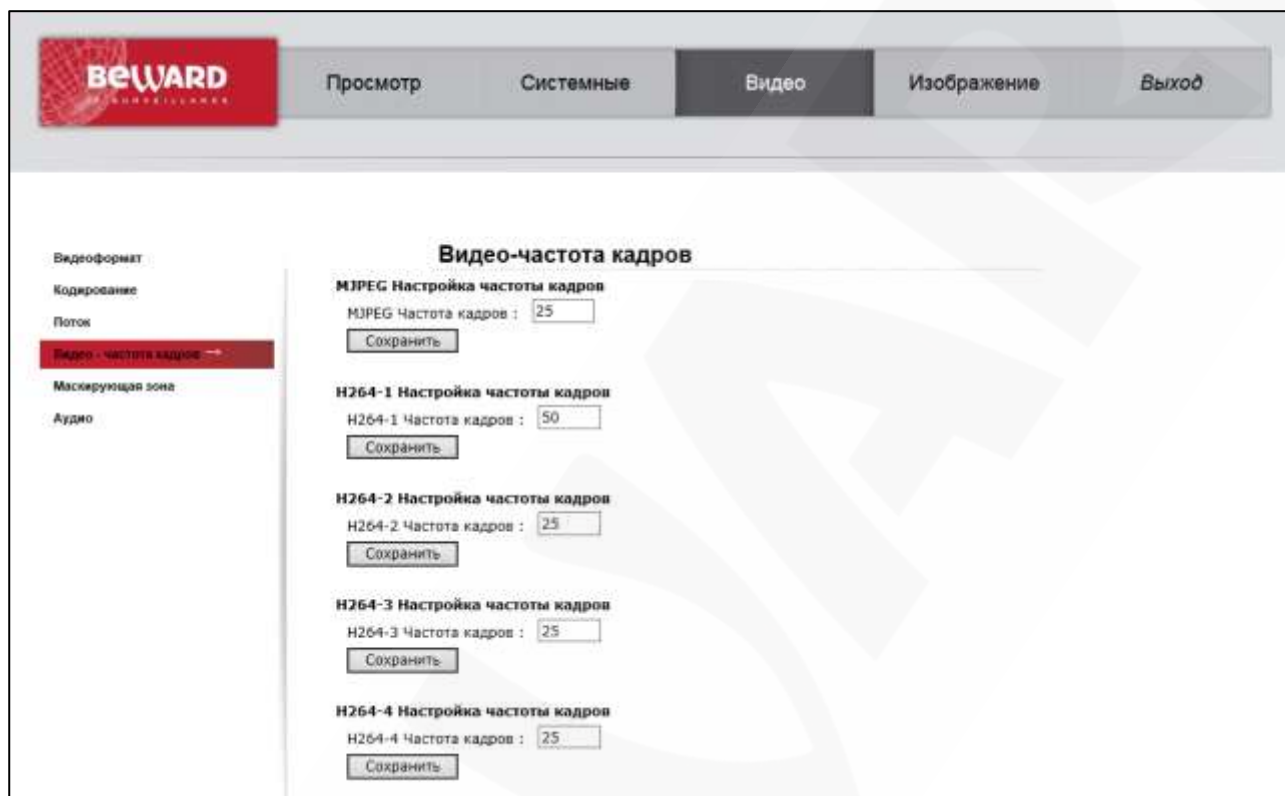 BEWARD
Просмотр Системные Видео Изображение Выход
Видеоформат
Кодирование
Поток
Видео - частота кадров →
Маскирующая зона
Аудио
Видео-частота кадров
MJPEG Настройка частоты кадров
MJPEG Частота кадров : 25
Сохранить
H264-1 Настройка частоты кадров
H264-1 Частота кадров : 50
Сохранить
H264-2 Настройка частоты кадров
H264-2 Частота кадров : 25
Сохранить
H264-3 Настройка частоты кадров
H264-3 Частота кадров : 25
Сохранить
H264-4 Настройка частоты кадров
H264-4 Частота кадров : 25
Сохранить